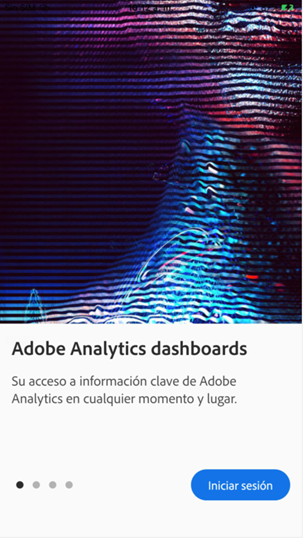 Adobe Analytics dashboards
Su acceso a información clave de Adobe
Analytics en cualquier momento y lugar.
Iniciar sesión